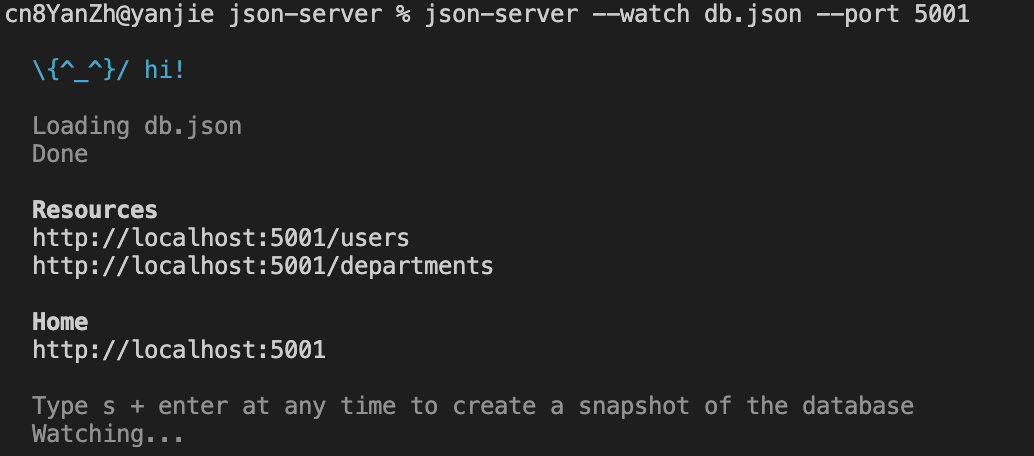 cn8YanZh@yanjie json-server % json-server --watch db.json --port 5001
\{^_^}/ hi!
Loading db.json
Done
Resources
http://localhost:5001/users
http://localhost:5001/departments
Home
http://localhost:5001
Type s + enter at any time to create a snapshot of the database
Watching...